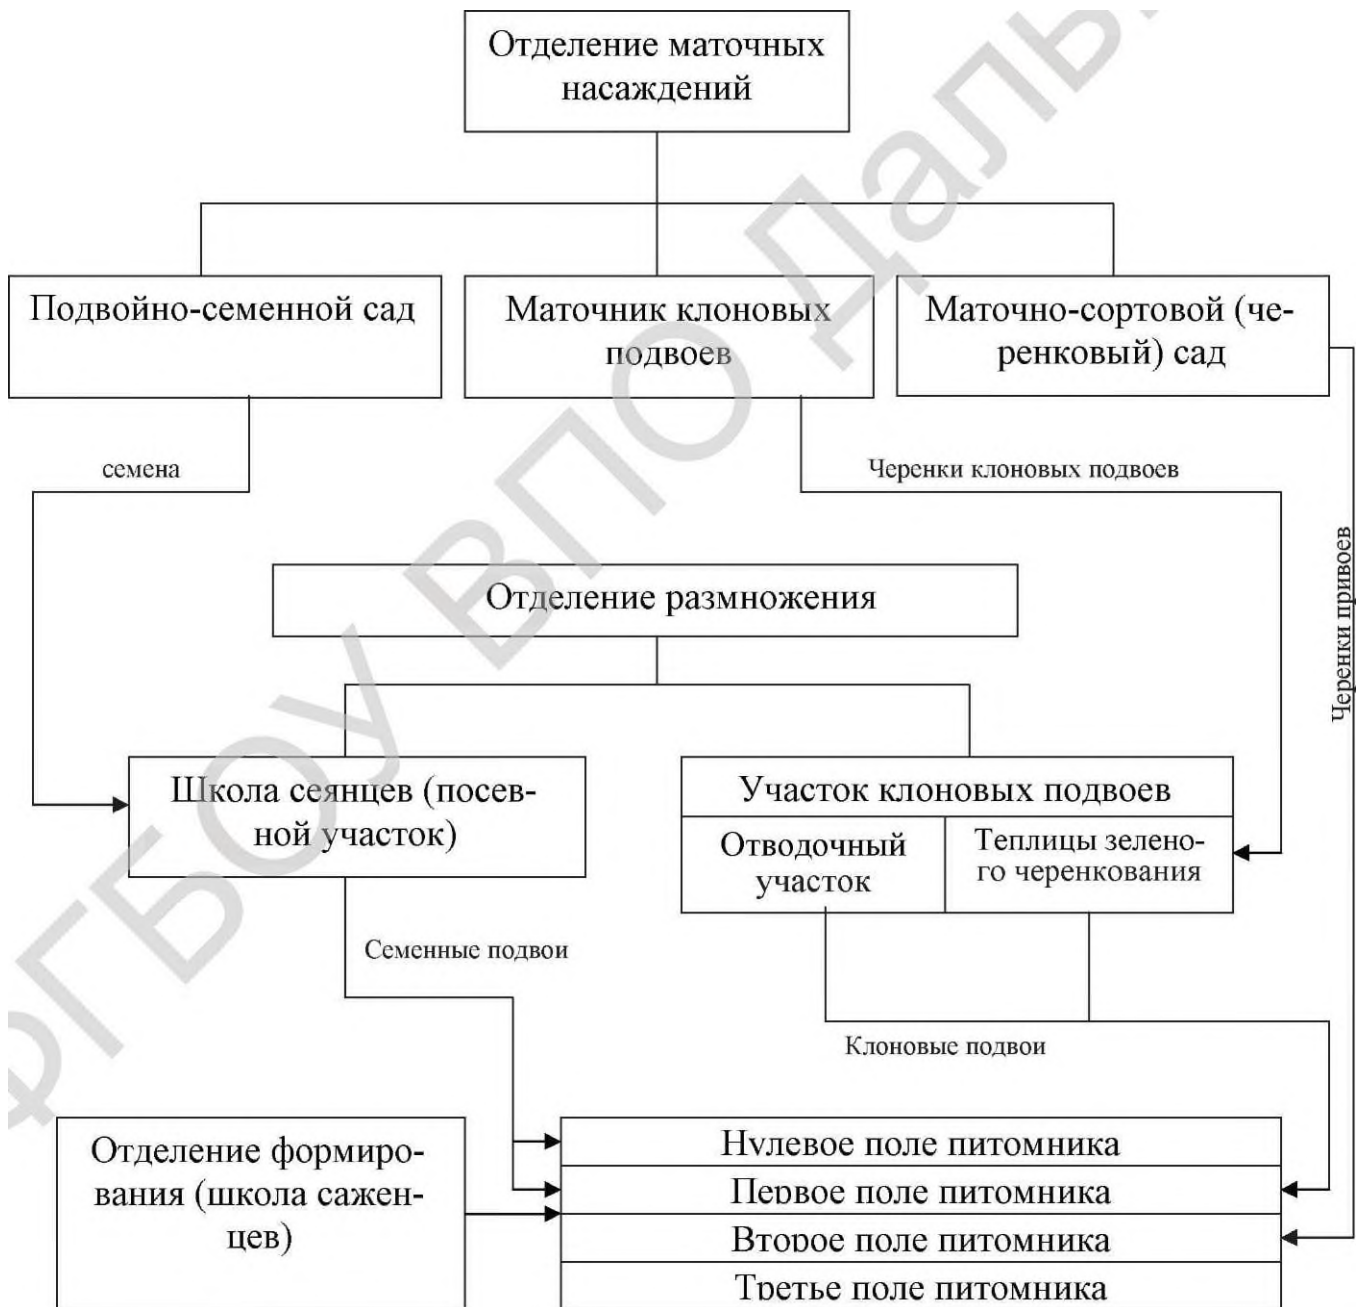 Отделение маточных
насаждений
Подвойно-семенной сад
Маточник клоновых
подвоев
Маточно-сортовой (че-
ренковый) сад
семена
Черенки клоновых подвоев
Черенки привоев
Отделение размножения
Школа сеянцев (посев-
ной участок)
Участок клоновых подвоев
Отводочный
участок
Теплицы зелено-
го черенкования
Семенные подвои
Клоновые подвои
Отделение формиро-
вания (школа сажен-
цев)
Нулевое поле питомника
Первое поле питомника
Второе поле питомника
Третье поле питомника
ФГБОУ ВПО Даль